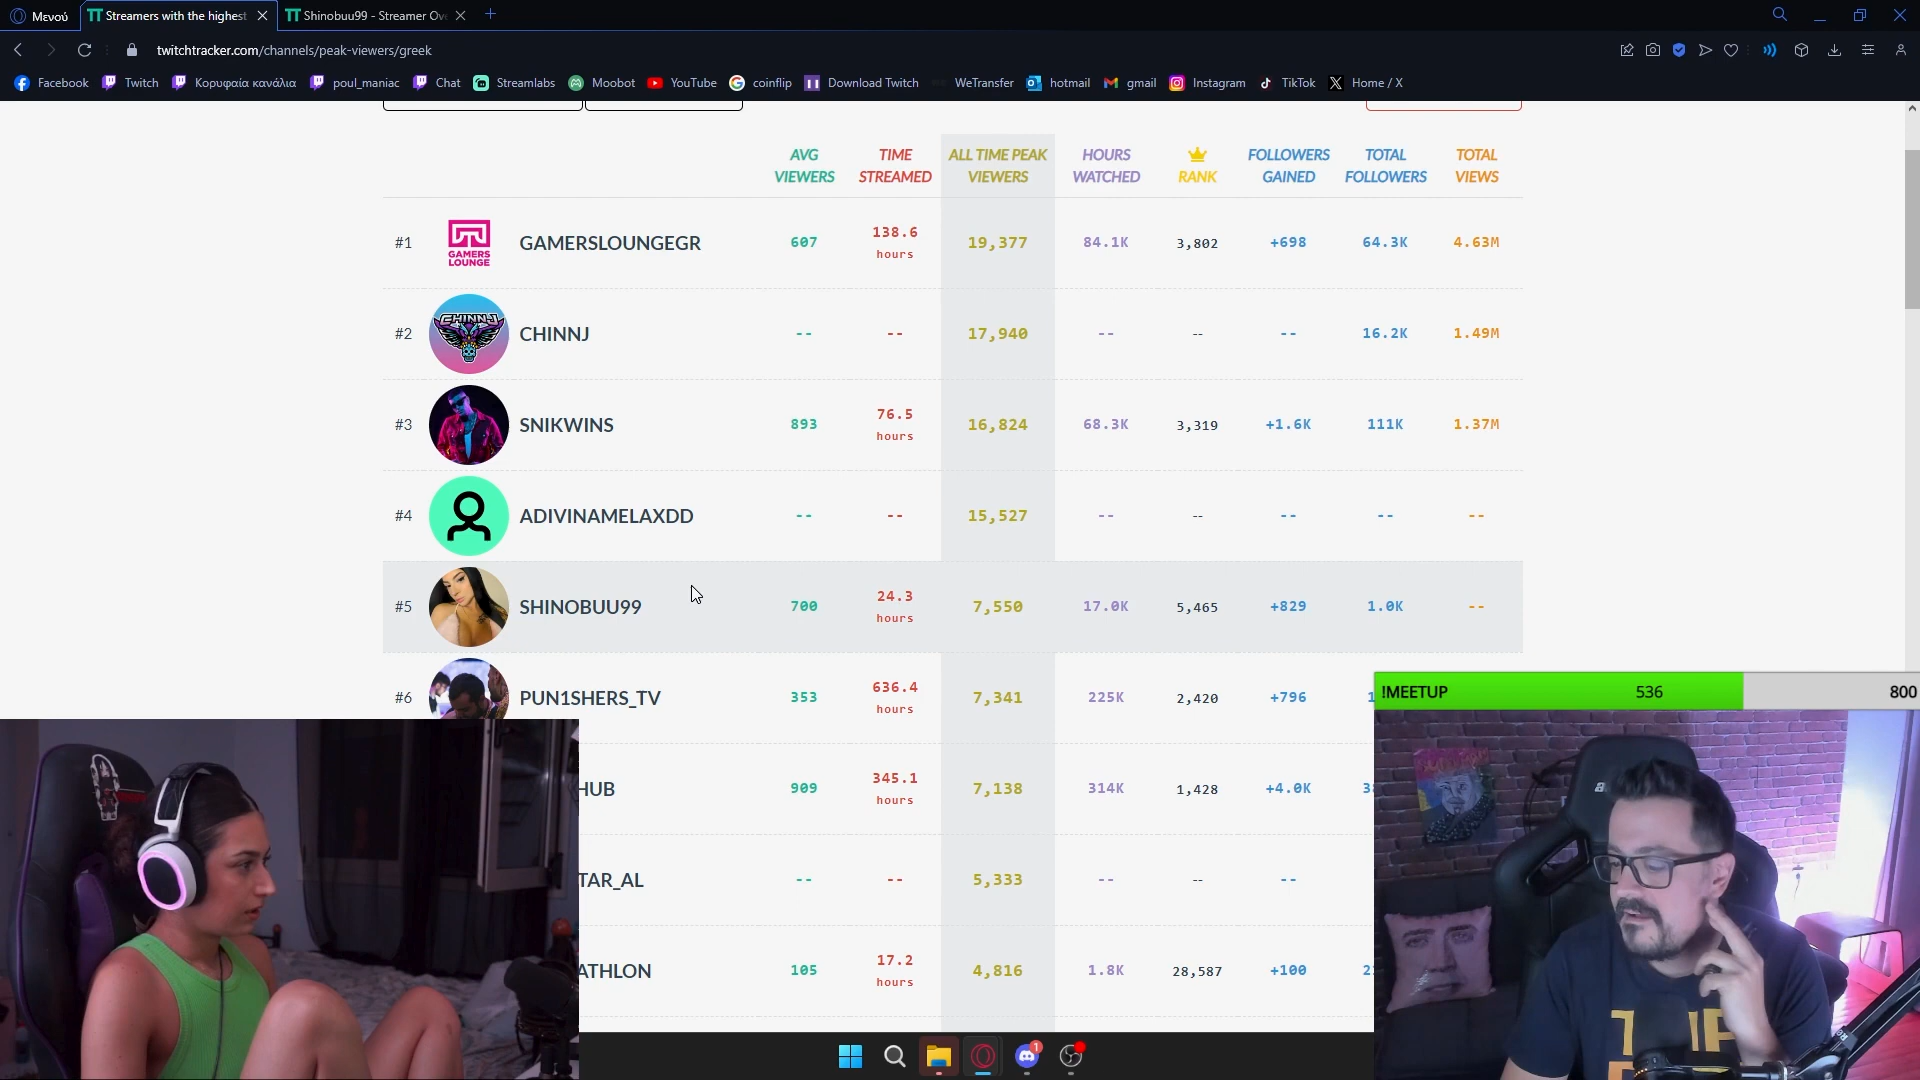 Μενού
Streamers with the highest
Shinobuu99 - Streamer Ov
twitchtracker.com/channels/peak-viewers/greek
Facebook
Twitch
Κορυφαία κανάλια
poul_maniac
Chat
Streamlabs
Moobot
YouTube
coinflip
Download Twitch
WeTransfer
hotmail
gmail
Instagram
TikTok
Home / X
AVG VIEWERS
TIME STREAMED
ALL TIME PEAK VIEWERS
HOURS WATCHED
RANK
FOLLOWERS GAINED
TOTAL FOLLOWERS
TOTAL VIEWS
#1 GAMERS LOUNGE GAMERSLOUNGEGR 607 138.6 hours 19,377 84.1K 3,802 +698 64.3K 4.63M
#2 CHINNJ CHINNJ -- -- 17,940 -- -- -- 16.2K 1.49M
#3 SNIKWINS 893 76.5 hours 16,824 68.3K 3,319 +1.6K 111K 1.37M
#4 ADIVINAMELAXDD -- -- 15,527 -- -- -- -- --
#5 SHINOBUU99 700 24.3 hours 7,550 17.0K 5,465 +829 1.0K --
#6 PUN1SHERS_TV 353 636.4 hours 7,341 225K 2,420 +796
HUB 909 345.1 hours 7,138 314K 1,428 +4.0K
TAR_AL -- -- 5,333 -- -- --
ATHLON 105 17.2 hours 4,816 1.8K 28,587 +100
!MEETUP 536 800
1